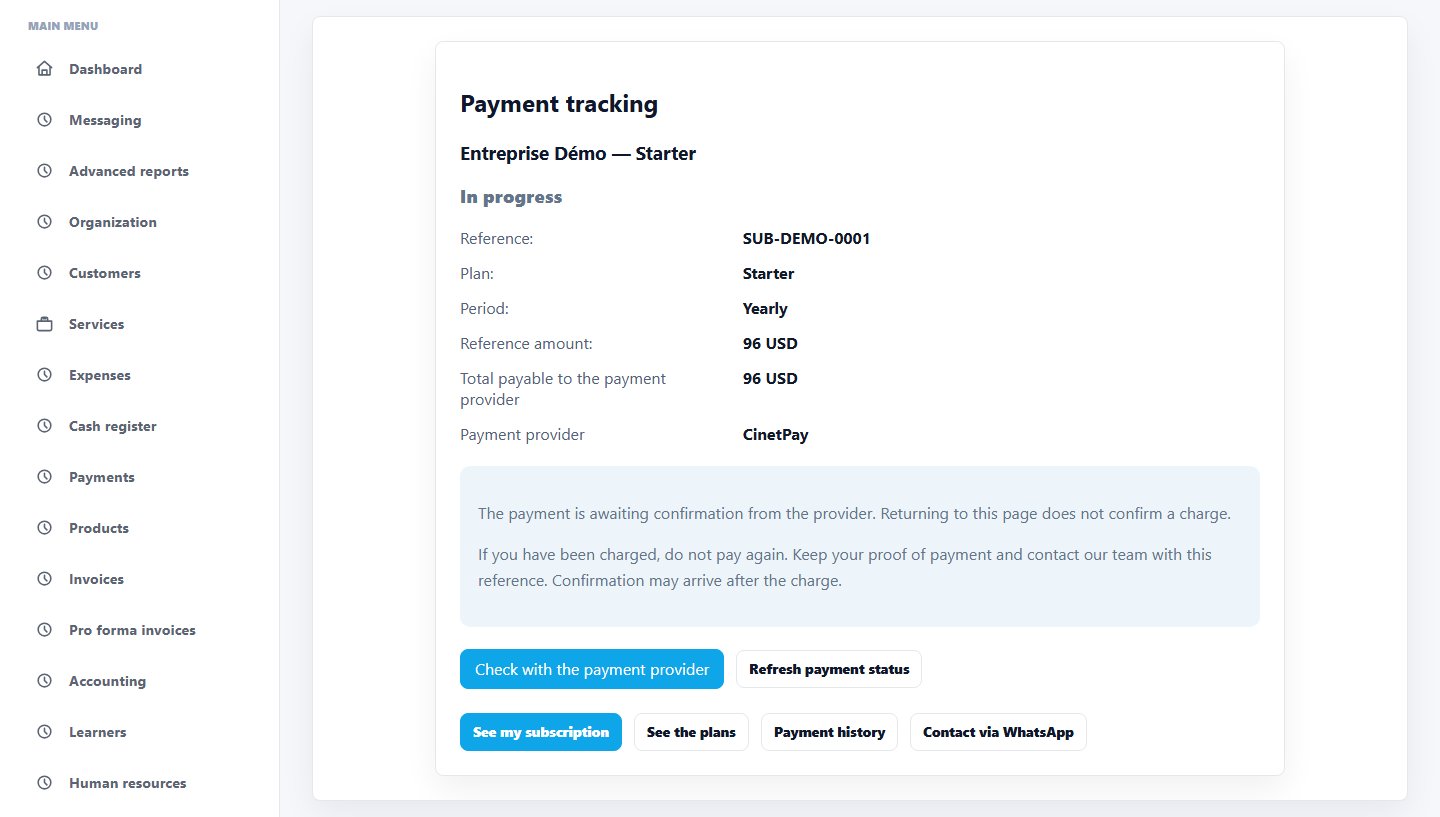 MAIN MENU
Dashboard
Messaging
Advanced reports
Organization
Customers
Services
Expenses
Cash register
Payments
Products
Invoices
Pro forma invoices
Accounting
Learners
Human resources
Payment tracking
Entreprise Démo — Starter
In progress
Reference: SUB-DEMO-0001
Plan: Starter
Period: Yearly
Reference amount: 96 USD
Total payable to the payment 96 USD
provider
Payment provider CinetPay
The payment is awaiting confirmation from the provider. Returning to this page does not confirm a charge.
If you have been charged, do not pay again. Keep your proof of payment and contact our team with this
reference. Confirmation may arrive after the charge.
Check with the payment provider Refresh payment status
See my subscription See the plans Payment history Contact via WhatsApp